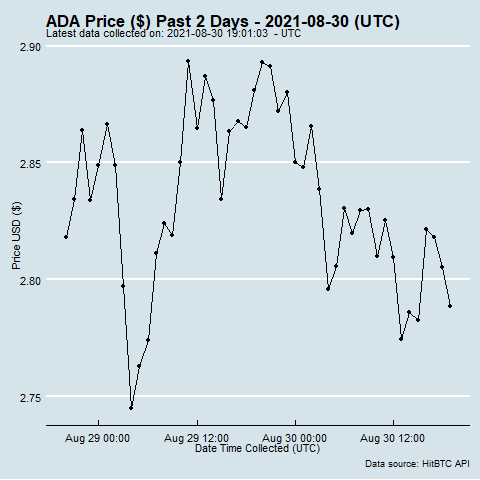 ADA Price ($) Past 2 Days - 2021-08-30 (UTC)
Latest data collected on: 2021-08-30 19:01:03 - UTC
2.90
2.85
2.80
2.75
Price USD ($)
Aug 29 00:00 Aug 29 12:00 Aug 30 00:00 Aug 30 12:00
Date Time Collected (UTC)
Data source: HitBTC API